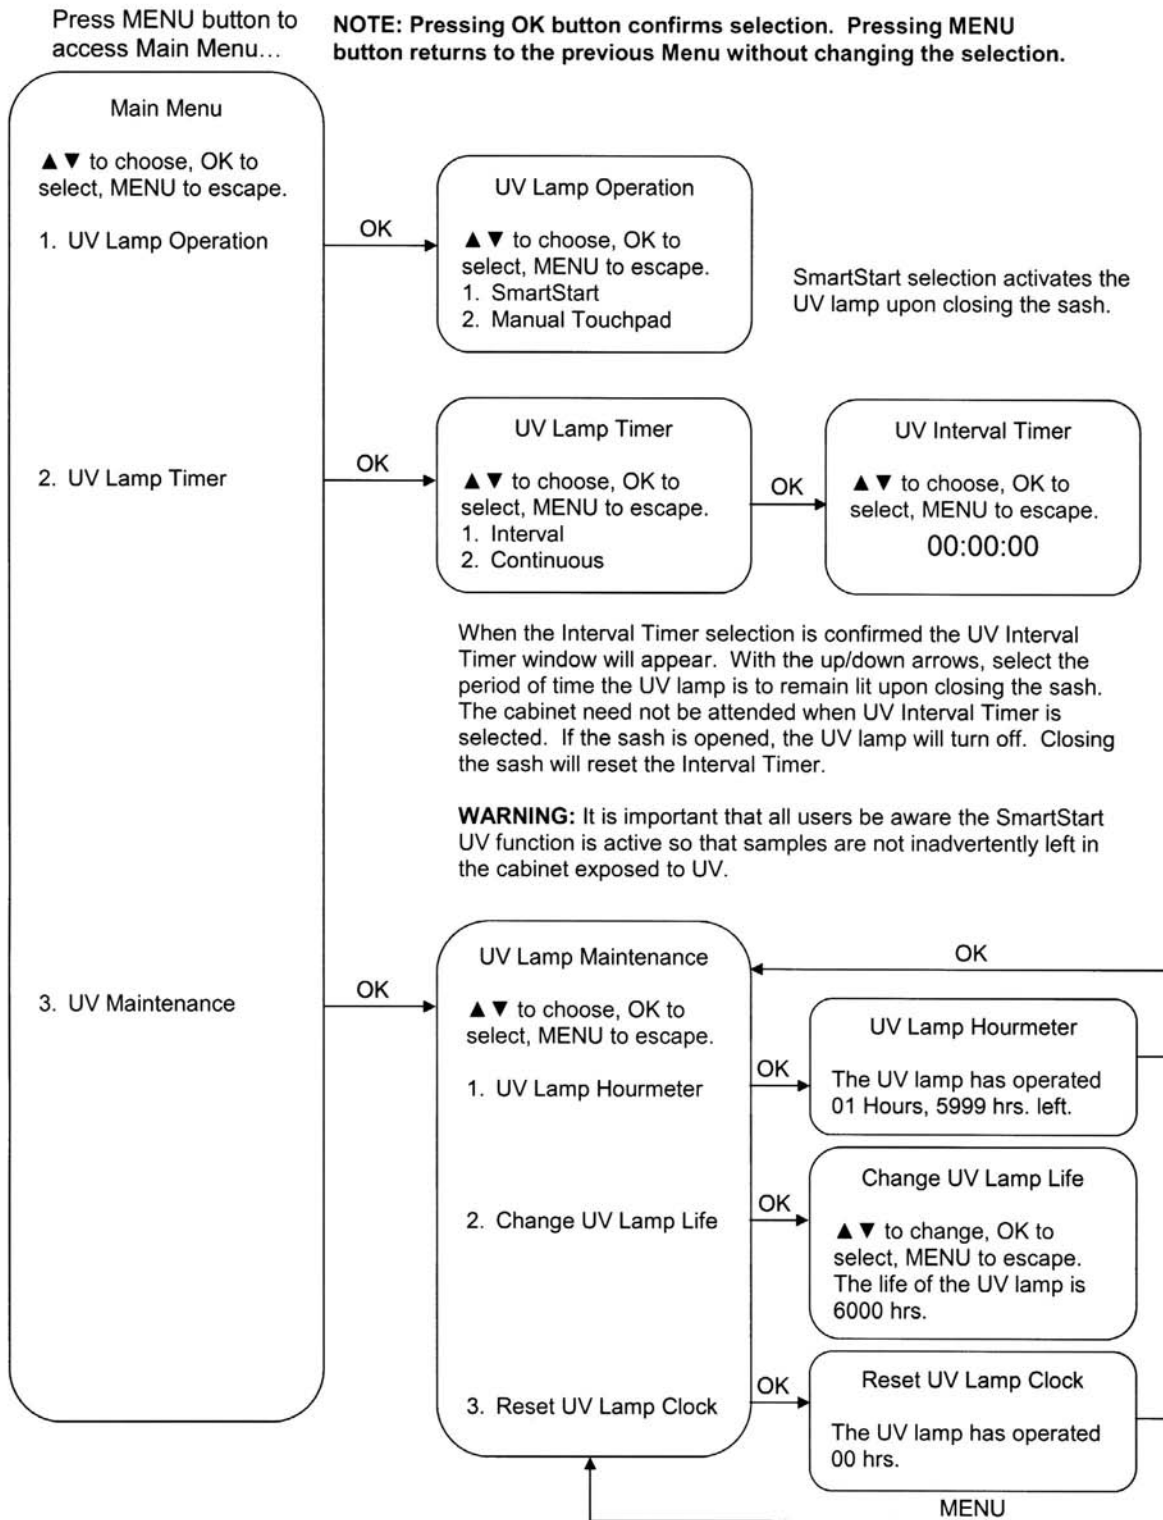 Press MENU button to
access Main Menu...
NOTE: Pressing OK button confirms selection. Pressing MENU
button returns to the previous Menu without changing the selection.
Main Menu
▲▼ to choose, OK to
select, MENU to escape.
1. UV Lamp Operation
OK
UV Lamp Operation
▲▼ to choose, OK to
select, MENU to escape.
1. SmartStart
2. Manual Touchpad
SmartStart selection activates the
UV lamp upon closing the sash.
2. UV Lamp Timer
OK
UV Lamp Timer
▲▼ to choose, OK to
select, MENU to escape.
1. Interval
2. Continuous
OK
UV Interval Timer
▲▼ to choose, OK to
select, MENU to escape.
00:00:00
When the Interval Timer selection is confirmed the UV Interval
Timer window will appear. With the up/down arrows, select the
period of time the UV lamp is to remain lit upon closing the sash.
The cabinet need not be attended when UV Interval Timer is
selected. If the sash is opened, the UV lamp will turn off. Closing
the sash will reset the Interval Timer.
WARNING: It is important that all users be aware the SmartStart
UV function is active so that samples are not inadvertently left in
the cabinet exposed to UV.
3. UV Maintenance
OK
UV Lamp Maintenance
▲▼ to choose, OK to
select, MENU to escape.
OK
1. UV Lamp Hourmeter
OK
UV Lamp Hourmeter
The UV lamp has operated
01 Hours, 5999 hrs. left.
2. Change UV Lamp Life
OK
Change UV Lamp Life
▲▼ to change, OK to
select, MENU to escape.
The life of the UV lamp is
6000 hrs.
3. Reset UV Lamp Clock
OK
Reset UV Lamp Clock
The UV lamp has operated
00 hrs.
MENU